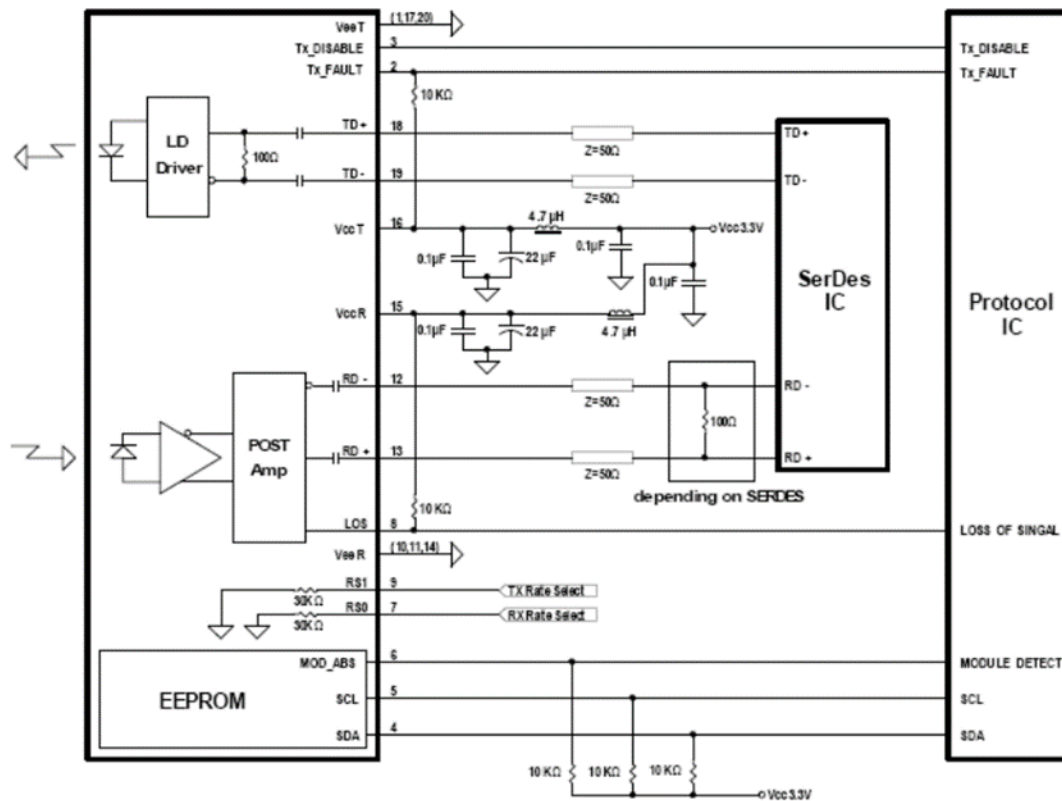 VeeT (1,17,20)
Tx_DISABLE 3 Tx_DISABLE
Tx_FAULT 2 Tx_FAULT
10 KΩ
LD
Driver
100Ω
TD+ 18 Z=50Ω TD+
TD- 19 Z=50Ω TD-
VccT 16 4.7 µH Vcc3.3V
0.1µF 22 µF 0.1µF 0.1µF
SerDes
IC
Protocol
IC
VccR 15
0.1µF 22 µF 4.7 µH
RD - 12 Z=50Ω RD -
100Ω
POST
Amp
RD + 13 Z=50Ω RD +
depending on SERDES
10 KΩ
LOS 8 LOSS OF SINGAL
VeeR (10,11,14)
RS1 9 TX Rate Select
30KΩ
RS0 7 RX Rate Select
30KΩ
EEPROM
MOD_ABS 6 MODULE DETECT
SCL 5 SCL
SDA 4 SDA
10 KΩ 10 KΩ 10 KΩ
Vcc3.3V